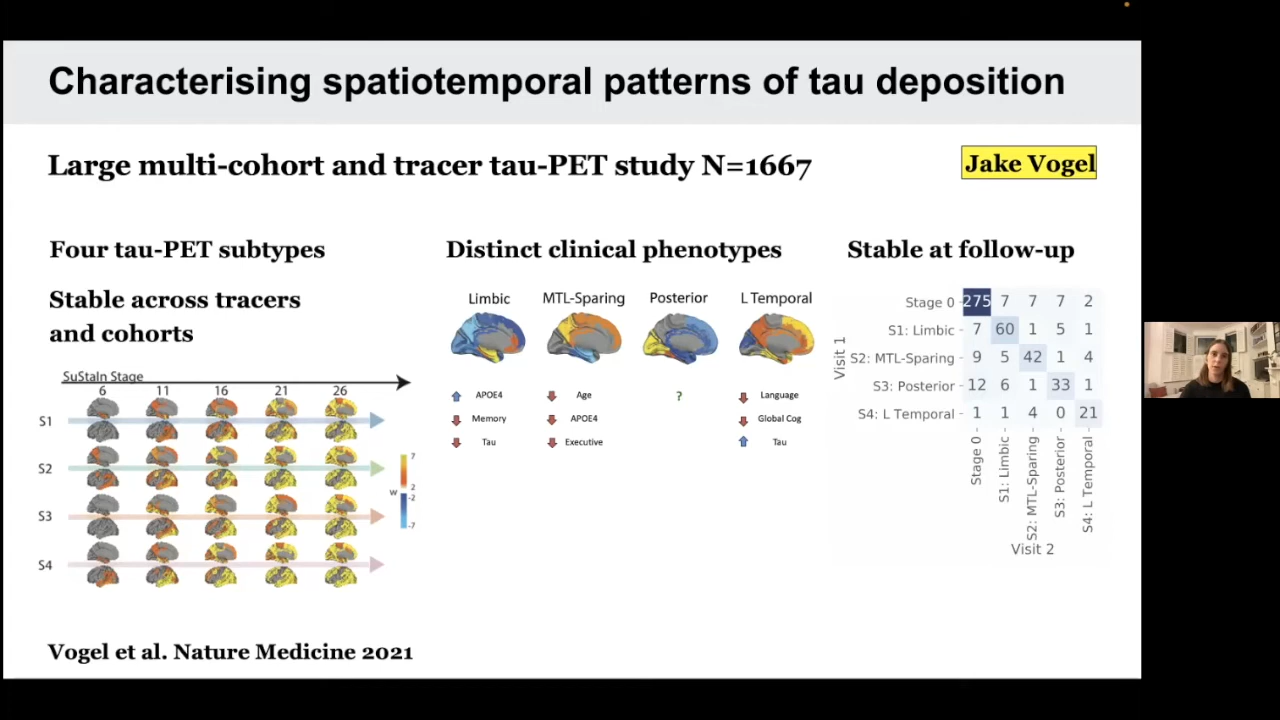 Characterising spatiotemporal patterns of tau deposition
Large multi-cohort and tracer tau-PET study N=1667
Jake Vogel
Four tau-PET subtypes
Stable across tracers
and cohorts
SuStaIn Stage
6 11 16 21 26
S1
S2
S3
S4
7
2
w
-2
-7
Distinct clinical phenotypes
Limbic MTL-Sparing Posterior L Temporal
APOE4 Age ? Language
Memory APOE4 Global Cog
Tau Executive Tau
Stable at follow-up
Visit 1
Stage 0 275 7 7 7 2
S1: Limbic 7 60 1 5 1
S2: MTL-Sparing 9 5 42 1 4
S3: Posterior 12 6 1 33 1
S4: L Temporal 1 1 4 0 21
Stage 0
S1: Limbic
S2: MTL-Sparing
S3: Posterior
S4: L Temporal
Visit 2
Vogel et al. Nature Medicine 2021